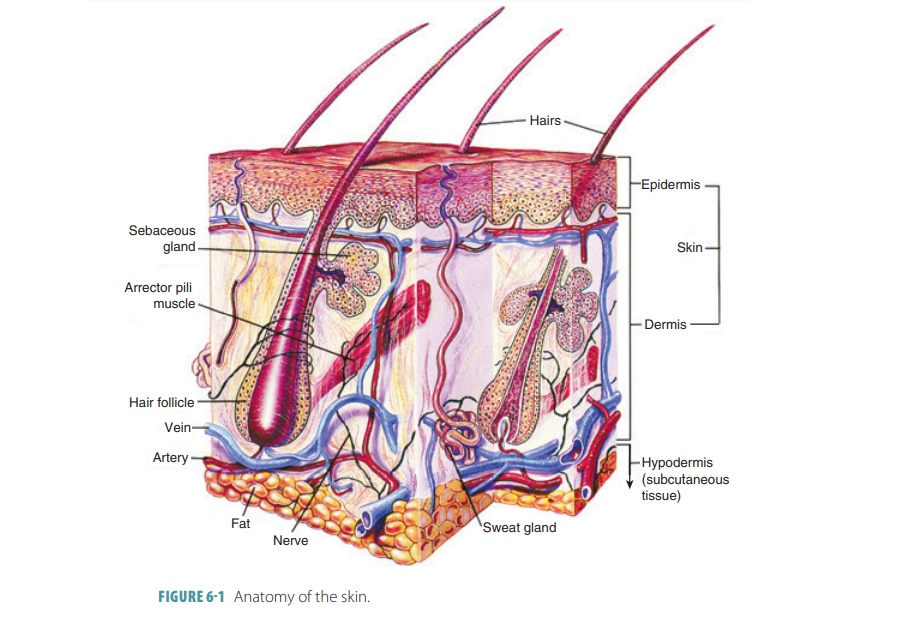 Hairs
Epidermis
Sebaceous
gland
Skin
Arrector pili
muscle
Dermis
Hair follicle
Vein
Artery
Hypodermis
(subcutaneous
tissue)
Fat
Sweat gland
Nerve
FIGURE 6-1 Anatomy of the skin.